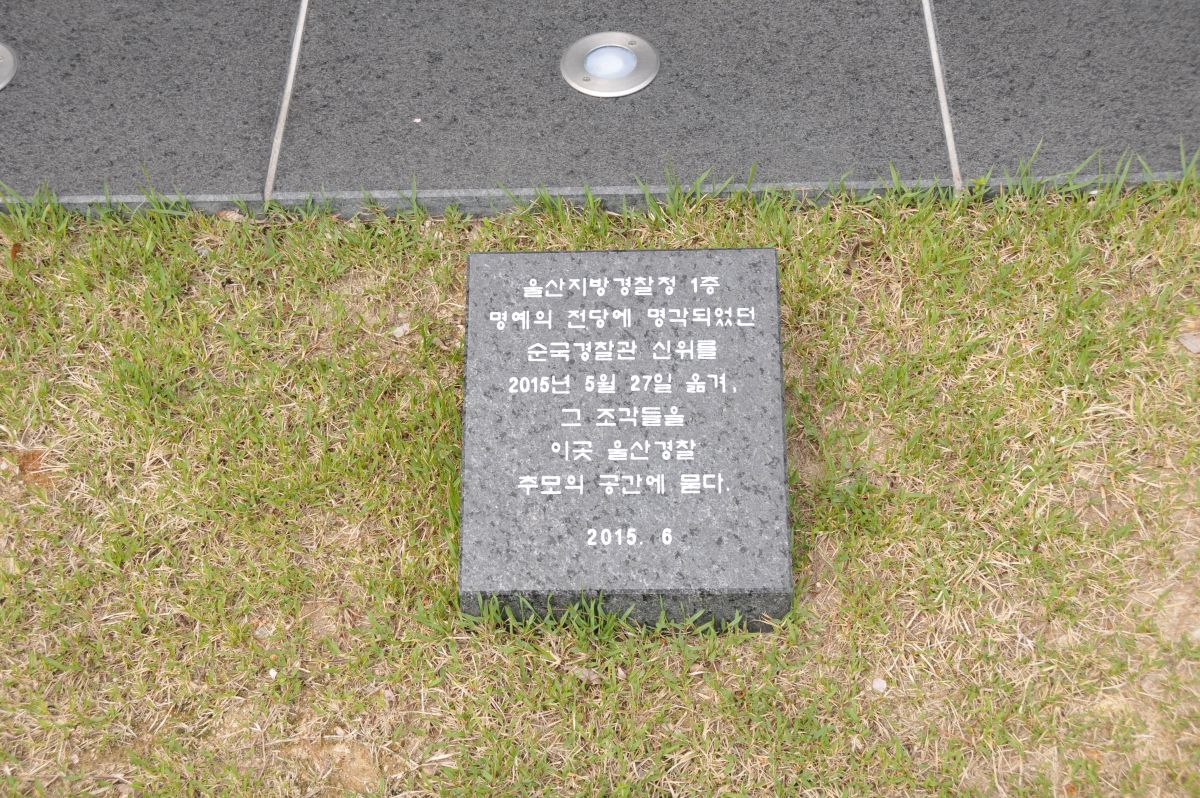 울산지방경찰청 1층
명예의 전당에 명각되었던
순국경찰관 신위를
2015년 5월 27일 옮겨,
그 조각들을
이곳 울산경찰
추모의 공간에 묻다.
2015. 6